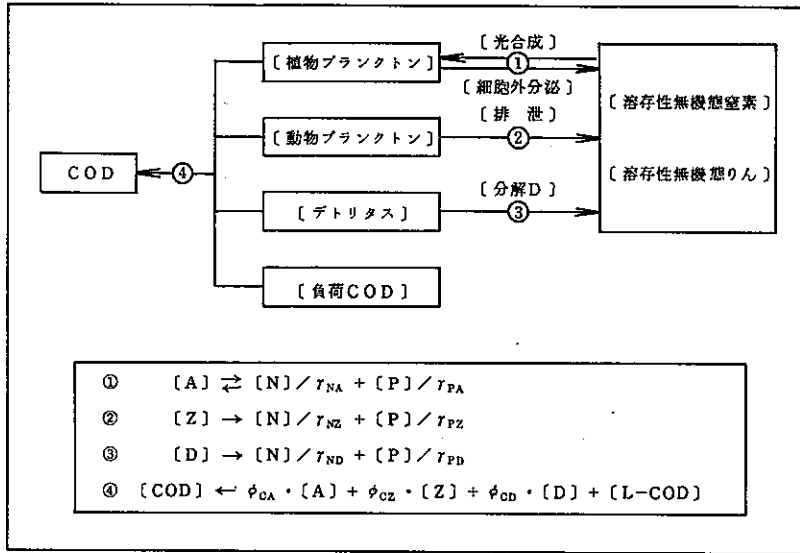 〔光合成〕
〔植物プランクトン〕
①
〔細胞外分泌〕
〔溶存性無機態窒素〕
〔排 泄〕
〔動物プランクトン〕
②
COD
④
〔溶存性無機態りん〕
〔分解D〕
〔デトリタス〕
③
〔負荷COD〕
① 〔A〕 ⇄ 〔N〕/γNA + 〔P〕/γPA
② 〔Z〕 → 〔N〕/γNZ + 〔P〕/γPZ
③ 〔D〕 → 〔N〕/γND + 〔P〕/γPD
④ 〔COD〕 ← φCA・〔A〕 + φCZ・〔Z〕 + φCD・〔D〕 + 〔L-COD〕